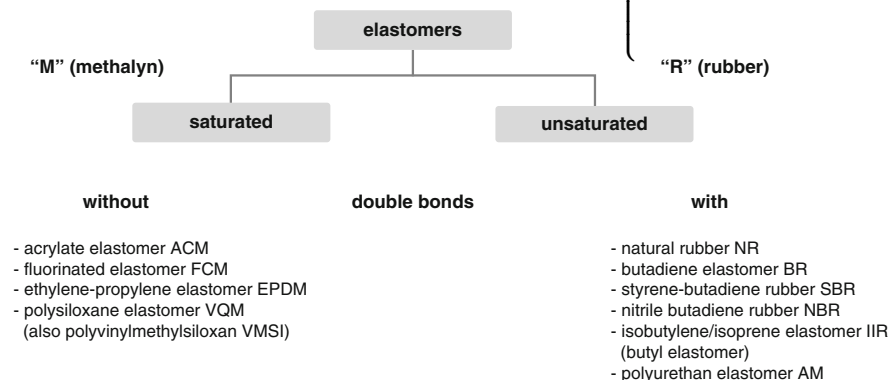 elastomers
“M” (methalyn)
“R” (rubber)
saturated
unsaturated
without
double bonds
with
- acrylate elastomer ACM
- fluorinated elastomer FCM
- ethylene-propylene elastomer EPDM
- polysiloxane elastomer VQM
(also polyvinylmethylsiloxan VMSI)
- natural rubber NR
- butadiene elastomer BR
- styrene-butadiene rubber SBR
- nitrile butadiene rubber NBR
- isobutylene/isoprene elastomer IIR
(butyl elastomer)
- polyurethan elastomer AM